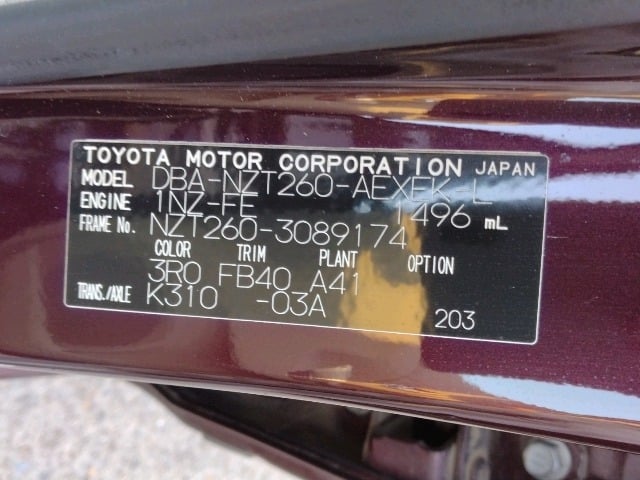 TOYOTA MOTOR CORPORATION JAPAN
MODEL DBA-NZT260-AEXEK-L
ENGINE 1NZ-FE 1496 mL
FRAME No. NZT260-3089174
COLOR TRIM PLANT OPTION
3R0 FB40 A41
TRANS./AXLE K310 -03A
203